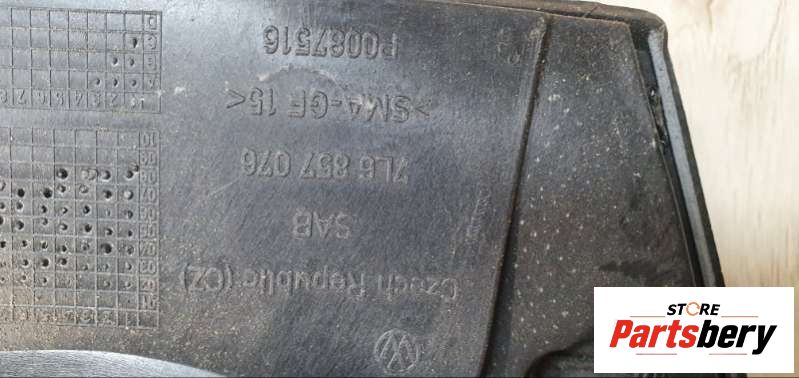 Czech Republic (CZ)
SAB
7L6 857 076
>SMA-GF 15<
P0087516
STORE
Partsbery